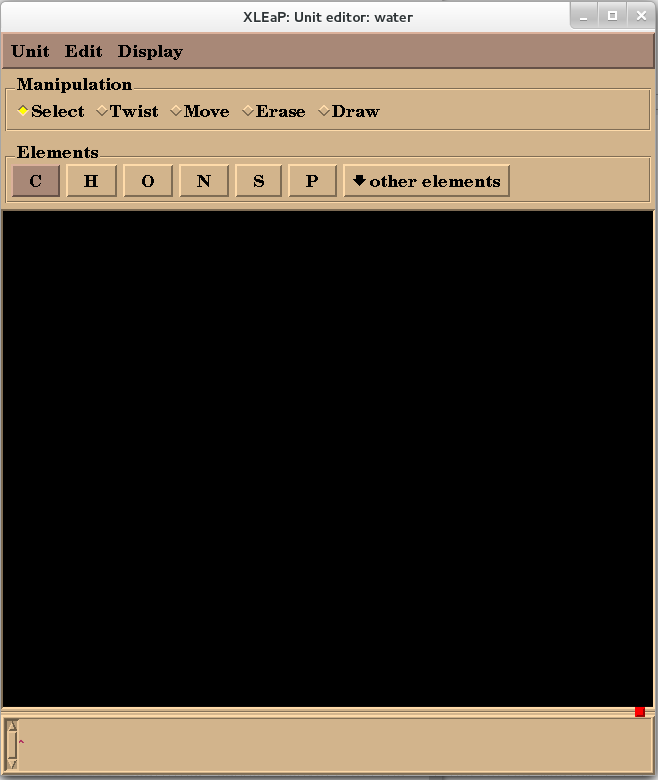 XLEaP: Unit editor: water
Unit Edit Display
Manipulation
Select Twist Move Erase Draw
Elements
C H O N S P other elements
^